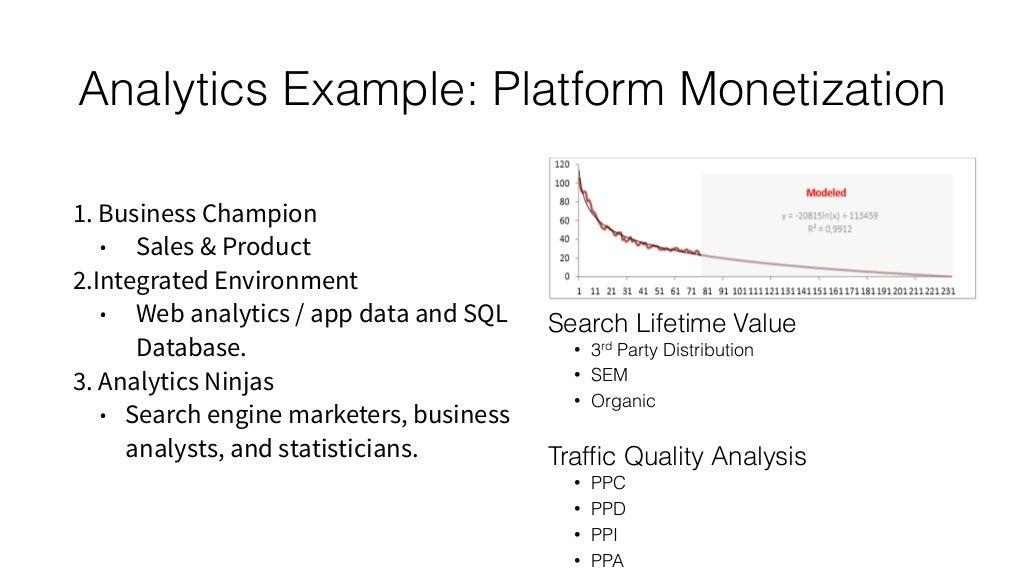 Analytics Example: Platform Monetization
1. Business Champion
• Sales & Product
2.Integrated Environment
• Web analytics / app data and SQL
Database.
3. Analytics Ninjas
• Search engine marketers, business
analysts, and statisticians.
120
100
80
60
40
20
0
Modeled
y = -20815ln(x) + 113459
R² = 0,9912
1 11 21 31 41 51 61 71 81 91 101 111 121 131 141 151 161 171 181 191 201 211 221 231
Search Lifetime Value
• 3rd Party Distribution
• SEM
• Organic
Traffic Quality Analysis
• PPC
• PPD
• PPI
• PPA